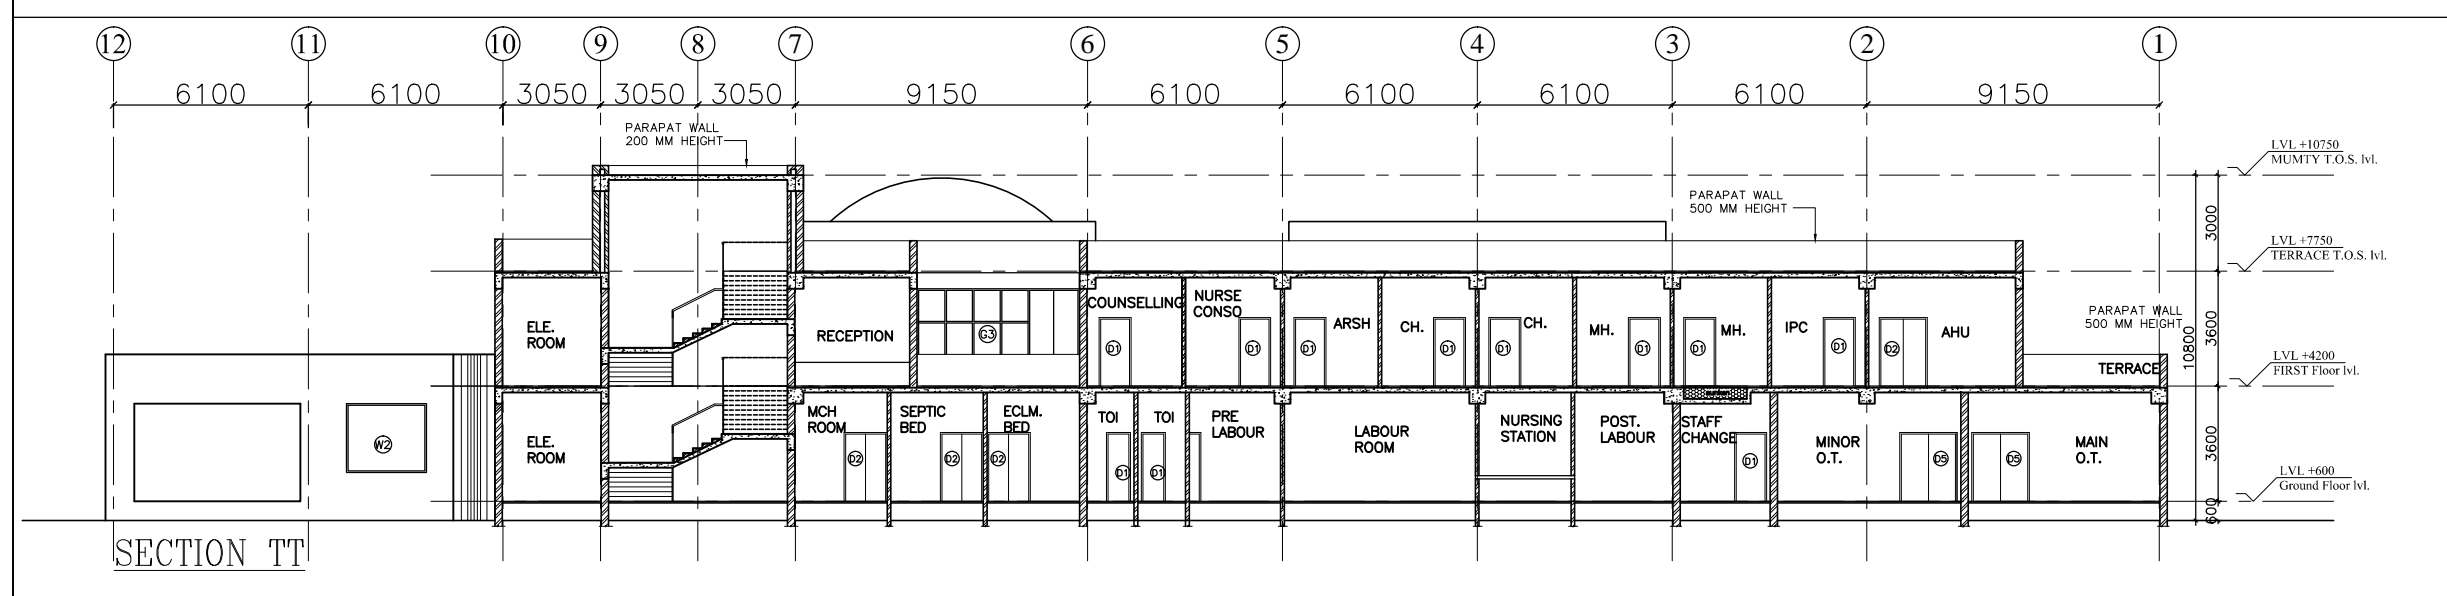 12 11 10 9 8 7 6 5 4 3 2 1
6100 6100 3050 3050 3050 9150 6100 6100 6100 6100 9150
PARAPAT WALL
200 MM HEIGHT
LVL +10750
MUMTY T.O.S. lvl.
PARAPAT WALL
500 MM HEIGHT
3000
LVL +7750
TERRACE T.O.S. lvl.
COUNSELLING
NURSE
CONSO
ELE.
ROOM
RECEPTION
G3
D1
D1
D1
ARSH
CH.
D1
D1
CH.
MH.
D1
D1
MH.
IPC
D1
D2
AHU
PARAPAT WALL
500 MM HEIGHT
3600
10800
LVL +4200
FIRST Floor lvl.
TERRACE
W2
ELE.
ROOM
MCH
ROOM
D2
SEPTIC
BED
D2
ECLM.
BED
D2
TOI
D1
TOI
D1
PRE
LABOUR
LABOUR
ROOM
NURSING
STATION
POST.
LABOUR
STAFF
CHANGE
D1
MINOR
O.T.
D5
D5
MAIN
O.T.
3600
LVL +600
Ground Floor lvl.
600
SECTION TT